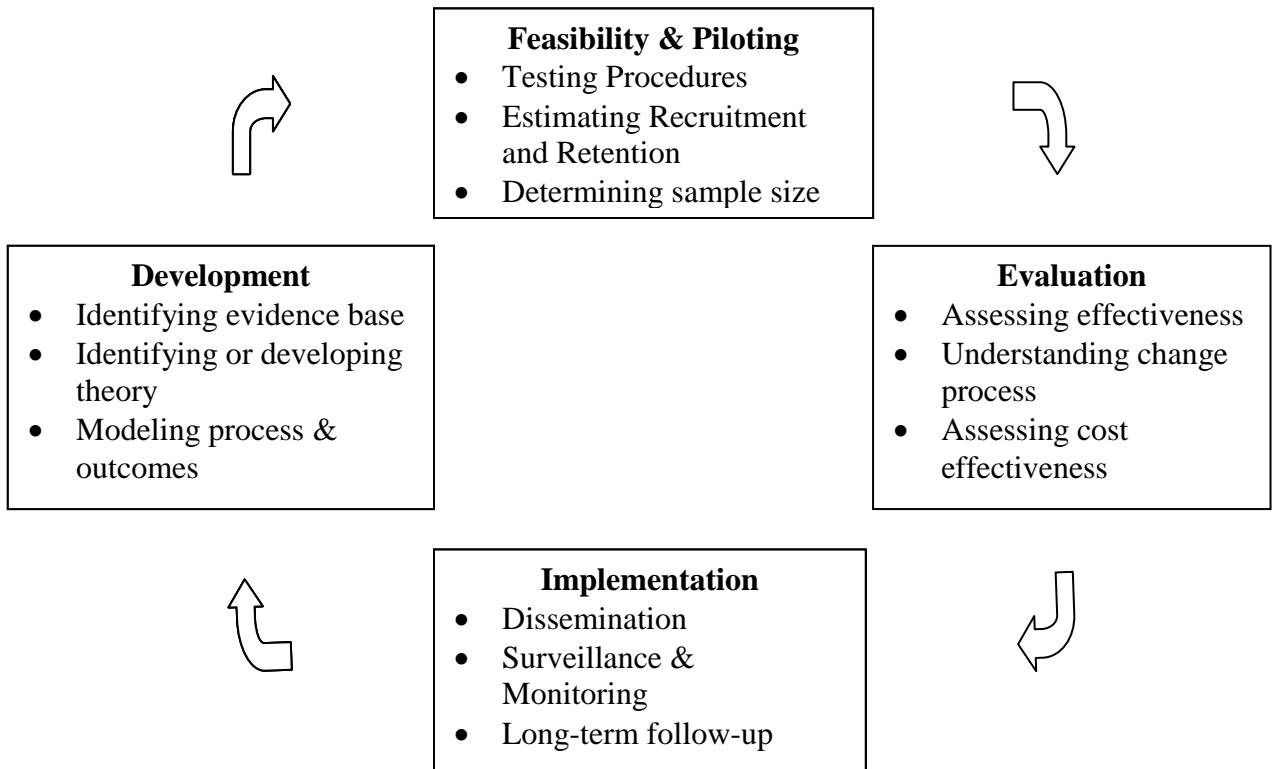 Feasibility & Piloting
• Testing Procedures
• Estimating Recruitment
and Retention
• Determining sample size
Development
• Identifying evidence base
• Identifying or developing
theory
• Modeling process &
outcomes
Evaluation
• Assessing effectiveness
• Understanding change
process
• Assessing cost
effectiveness
Implementation
• Dissemination
• Surveillance &
Monitoring
• Long-term follow-up